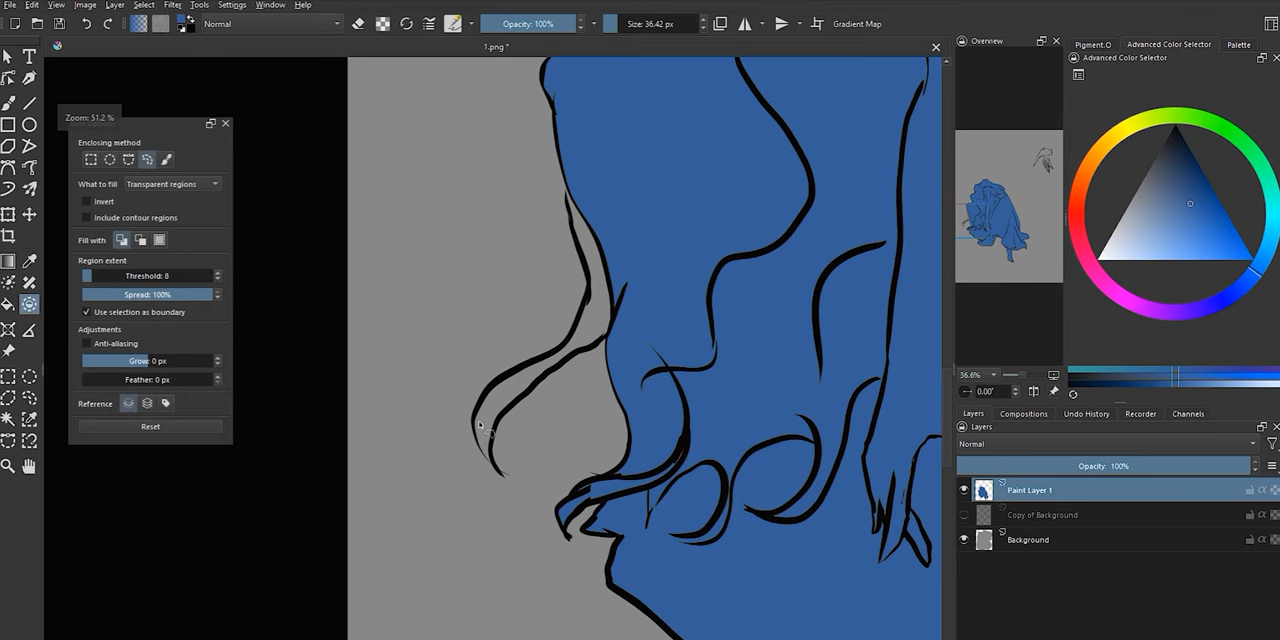 File Edit View Image Layer Select Filter Tools Settings Window Help
Normal
Opacity: 100%
Size: 36.42 px
Gradient Map
1.png *
Overview
Pigment.O Advanced Color Selector Palette
Advanced Color Selector
Zoom: 51.2 %
Enclosing method
What to fill Transparent regions
Invert
Include contour regions
Fill with
Region extent
Threshold: 8
Spread: 100%
Use selection as boundary
Adjustments
Anti-aliasing
Grow: 0 px
Feather: 0 px
Reference
Reset
36.6%
0.00°
Layers Compositions Undo History Recorder Channels
Layers
Normal
Opacity: 100%
Paint Layer 1
Copy of Background
Background